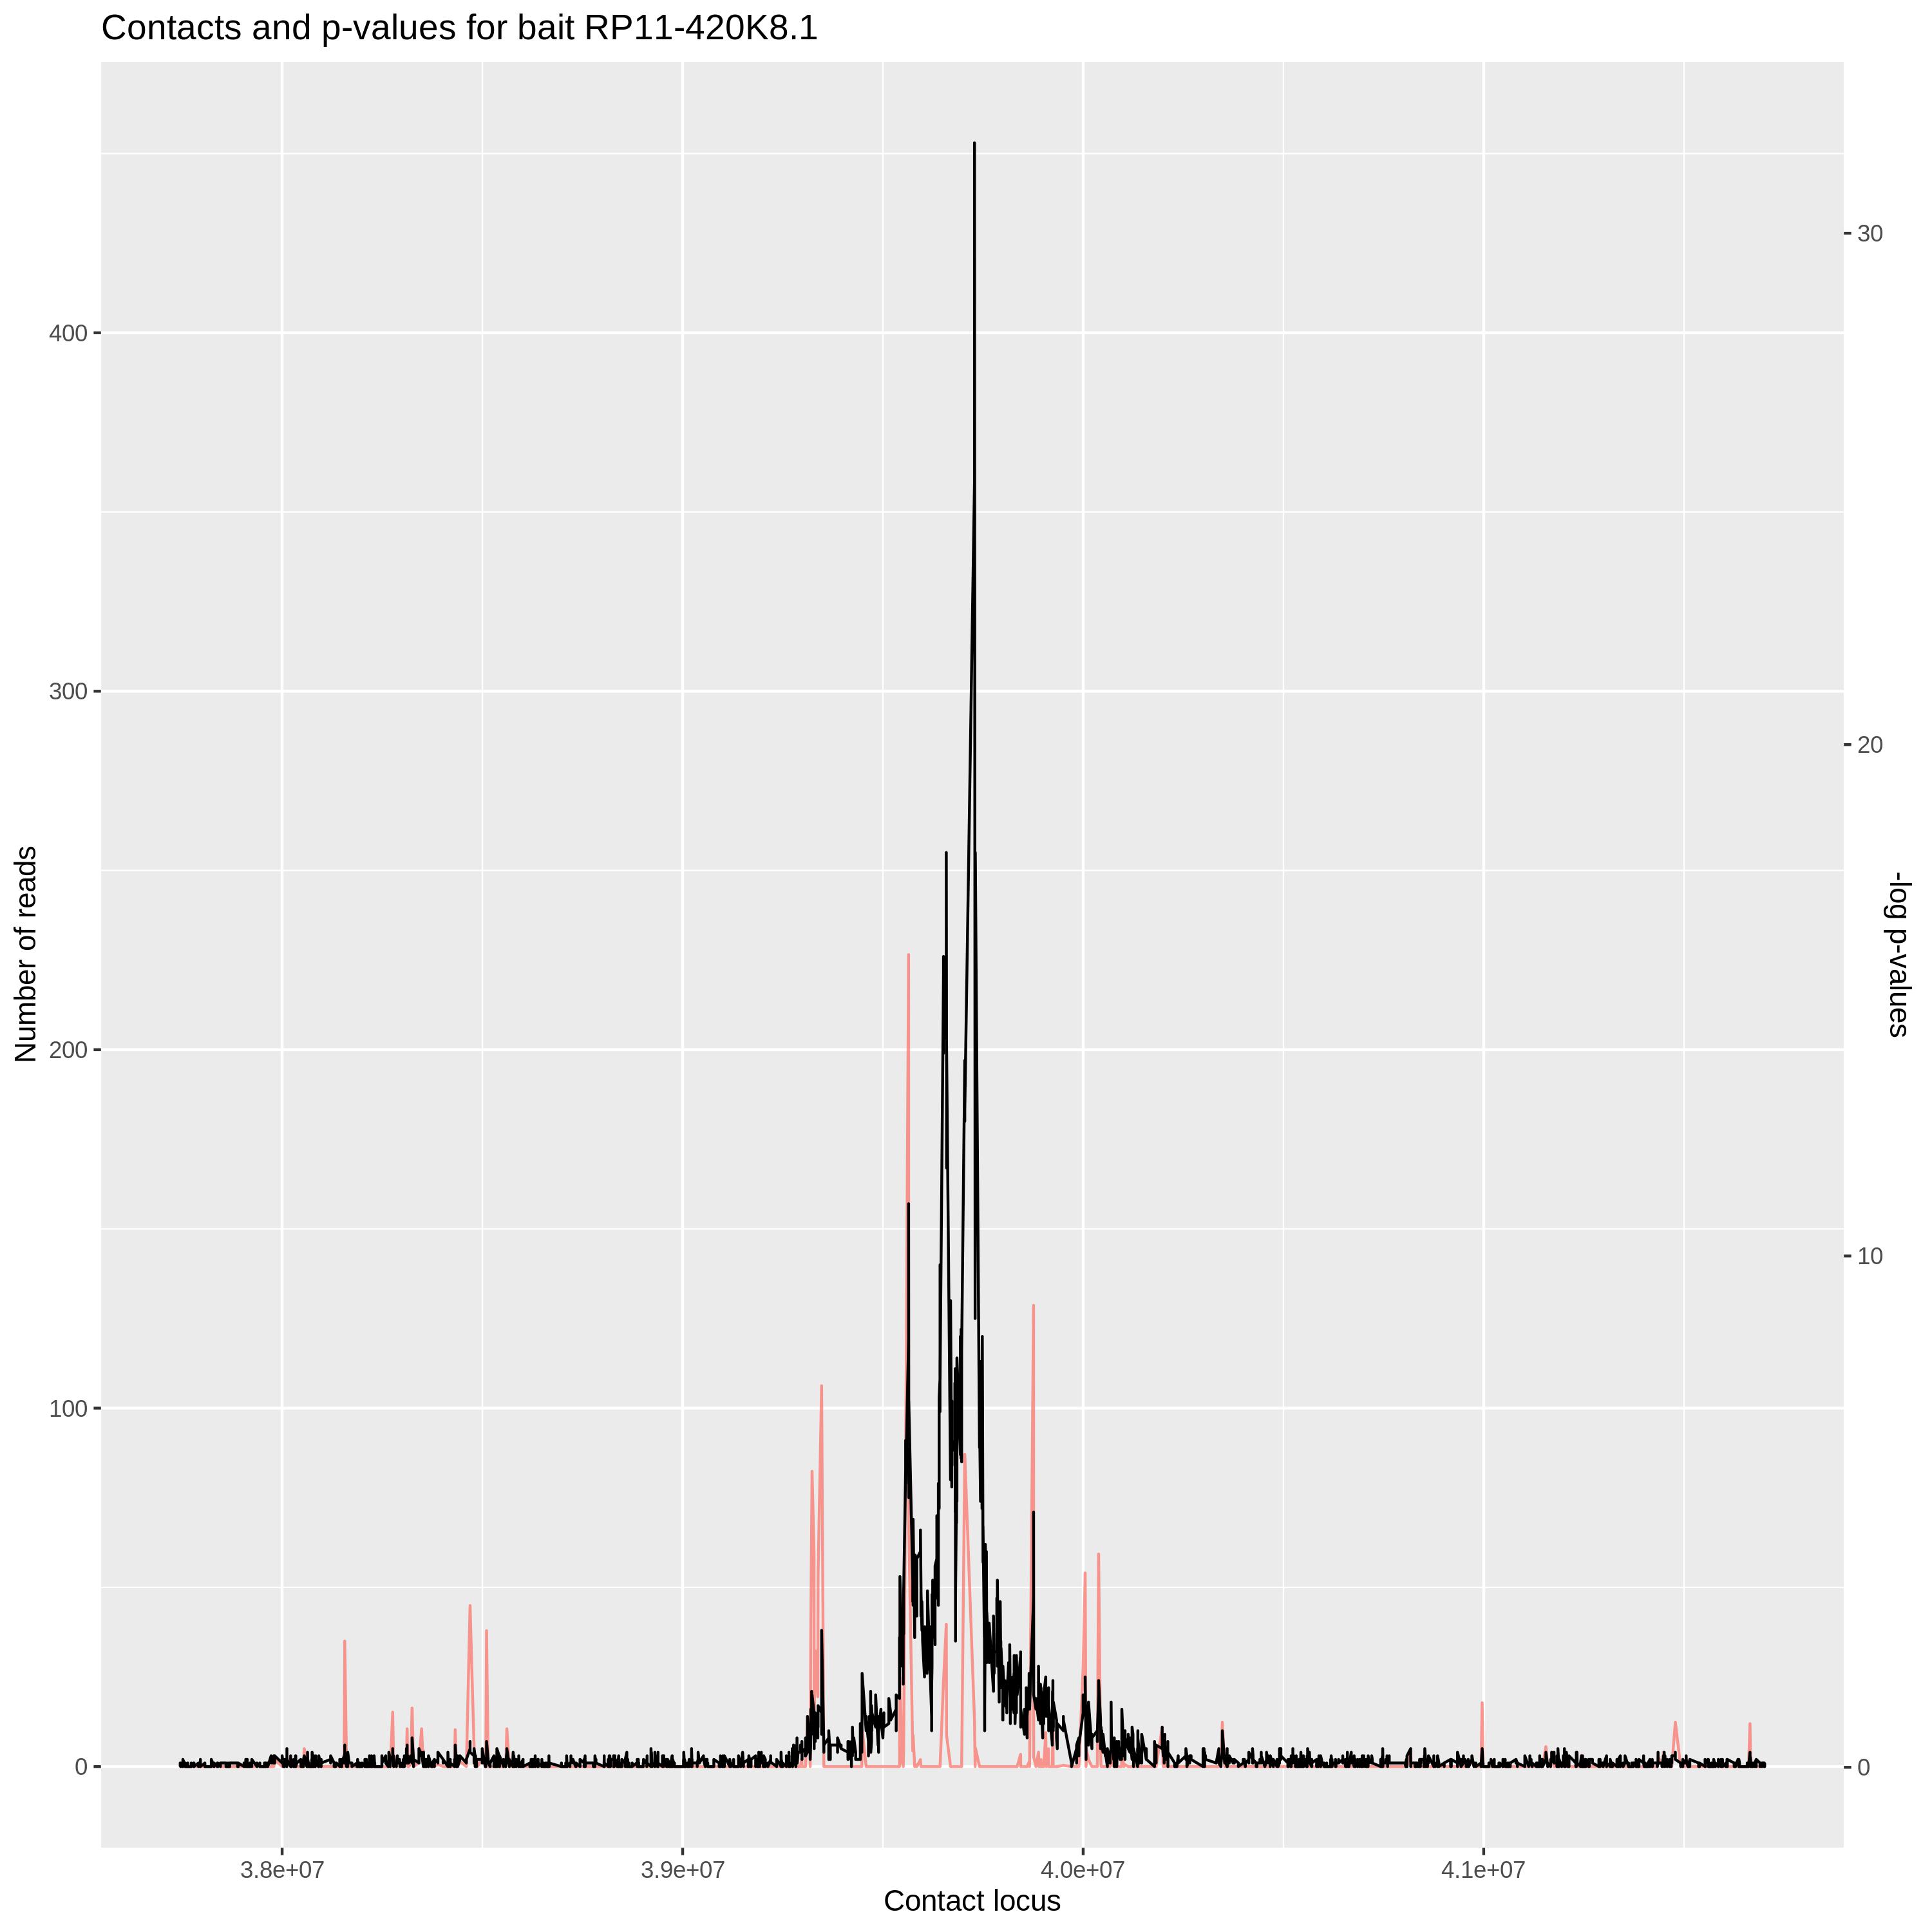 Contacts and p-values for bait RP11-420K8.1
Number of reads
400
300
200
100
0
30
20
10
0
-log p-values
3.8e+07
3.9e+07
4.0e+07
4.1e+07
Contact locus